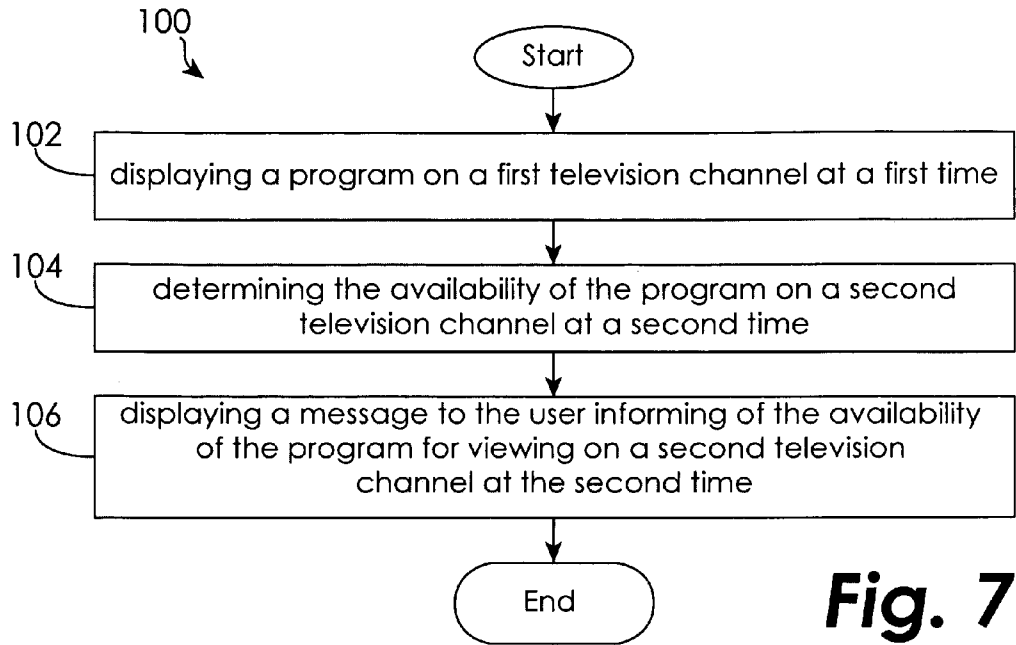 100
Start
102
displaying a program on a first television channel at a first time
104
determining the availability of the program on a second
television channel at a second time
106
displaying a message to the user informing of the availability
of the program for viewing on a second television
channel at the second time
End
Fig. 7